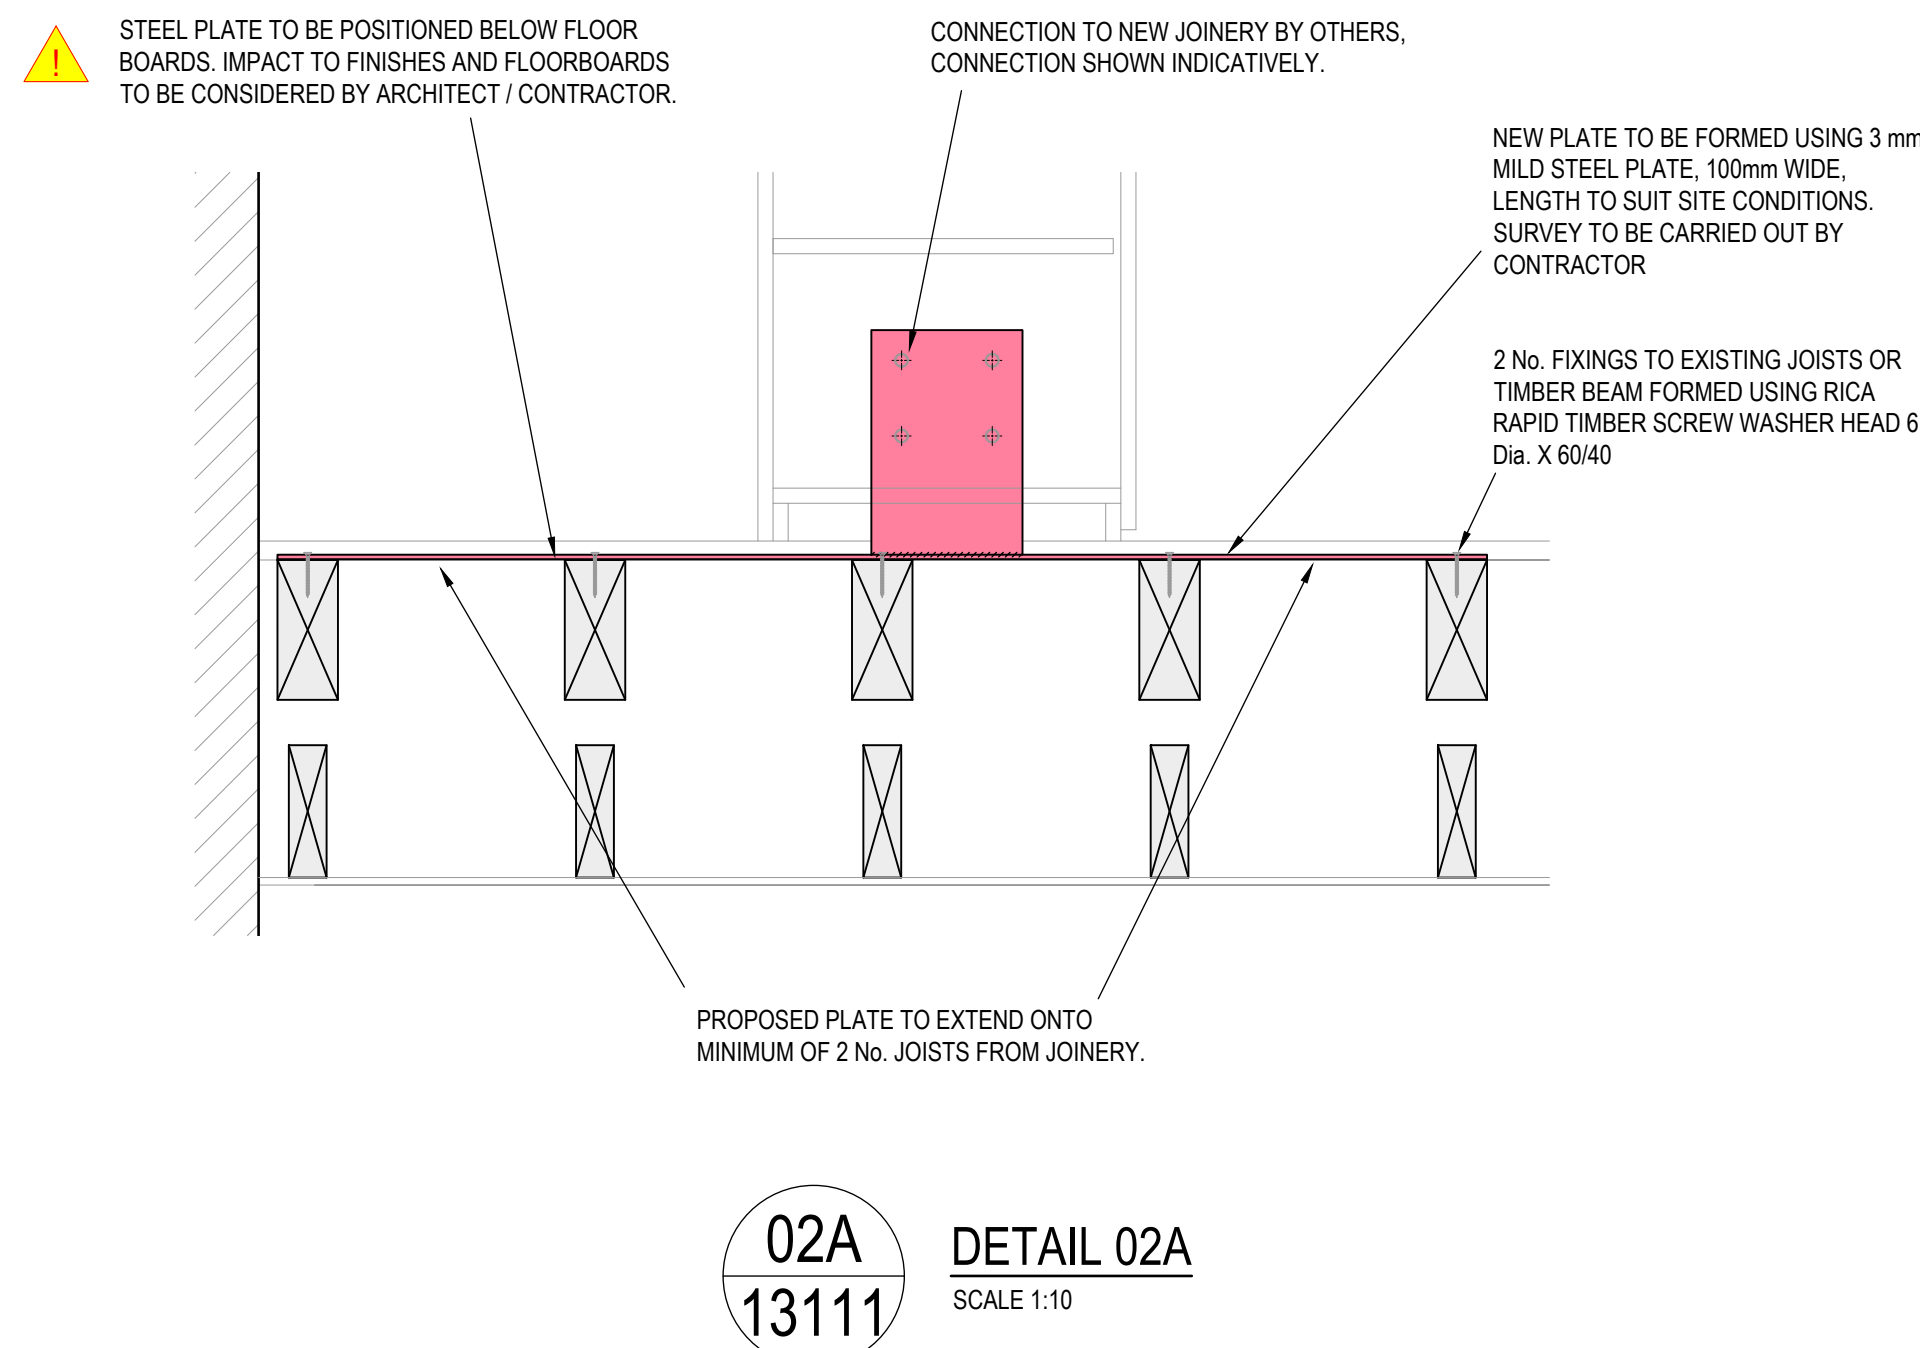 !
STEEL PLATE TO BE POSITIONED BELOW FLOOR
BOARDS. IMPACT TO FINISHES AND FLOORBOARDS
TO BE CONSIDERED BY ARCHITECT / CONTRACTOR.
CONNECTION TO NEW JOINERY BY OTHERS,
CONNECTION SHOWN INDICATIVELY.
NEW PLATE TO BE FORMED USING 3 mm
MILD STEEL PLATE, 100mm WIDE,
LENGTH TO SUIT SITE CONDITIONS.
SURVEY TO BE CARRIED OUT BY
CONTRACTOR
2 No. FIXINGS TO EXISTING JOISTS OR
TIMBER BEAM FORMED USING RICA
RAPID TIMBER SCREW WASHER HEAD 6
Dia. X 60/40
PROPOSED PLATE TO EXTEND ONTO
MINIMUM OF 2 No. JOISTS FROM JOINERY.
02A
13111
DETAIL 02A
SCALE 1:10